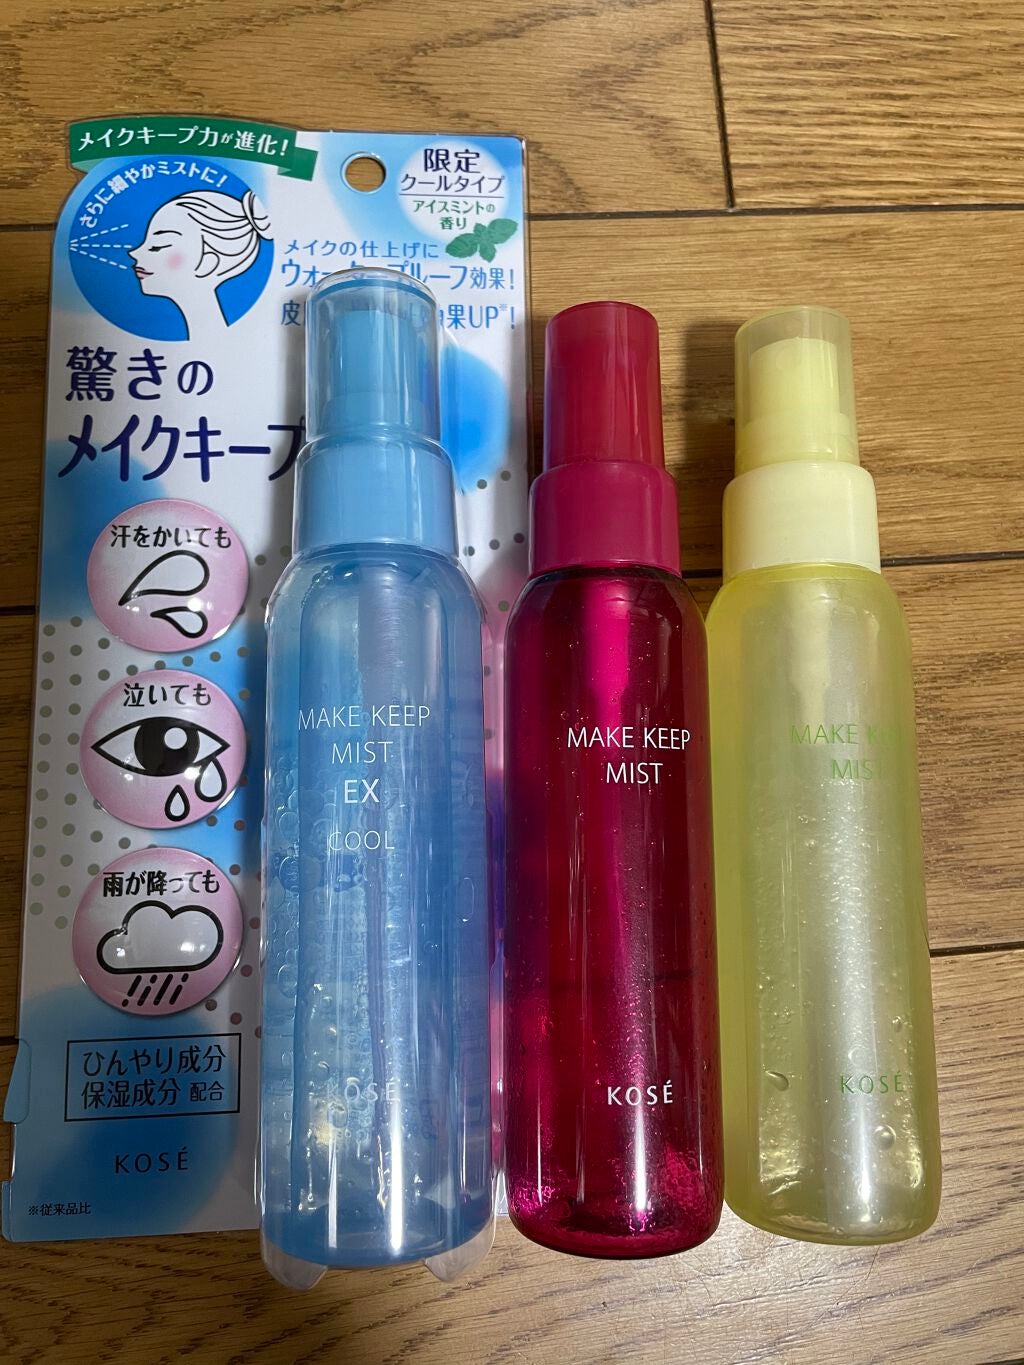 メイクキープ力が進化!
さらに細やかミストに!
限定
クールタイプ
アイスミントの
香り
メイクの仕上げに
ウォータープルーフ効果!
皮
果UP※!
驚きの
メイクキープ
汗をかいても
泣いても
雨が降っても
ひんやり成分
保湿成分 配合
KOSÉ
※従来品比
MAKE KEEP
MIST
EX
COOL
KOSÉ
MAKE KEEP
MIST
KOSÉ
MAKE KEEP
MIST
KOSÉ